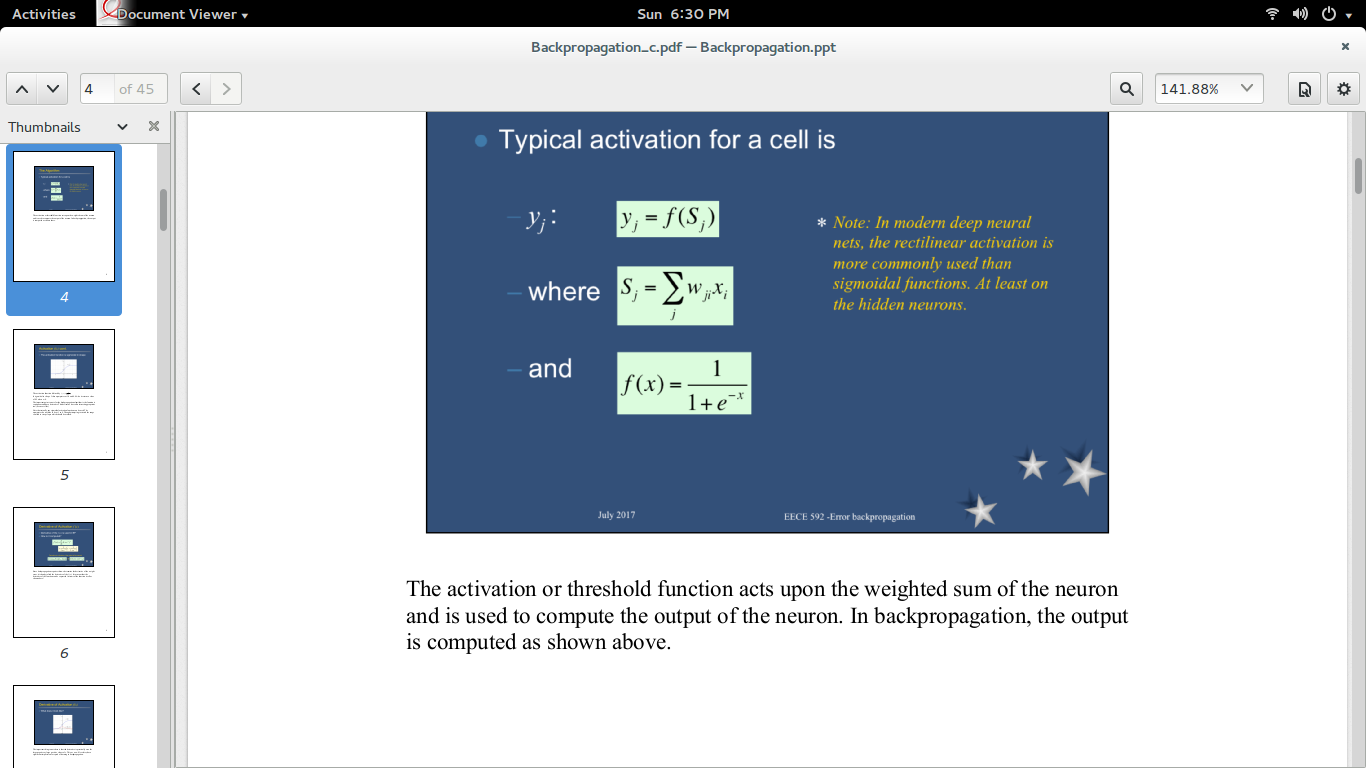 Activities
Document Viewer
Sun 6:30 PM
Backpropagation_c.pdf — Backpropagation.ppt
4 of 45
141.88%
Thumbnails
4
5
6
• Typical activation for a cell is
– y_j: y_j = f(S_j)
– where S_j = ∑_j w_ji x_i
– and f(x) = 1 / (1 + e^−x)
* Note: In modern deep neural
nets, the rectilinear activation is
more commonly used than
sigmoidal functions. At least on
the hidden neurons.
July 2017
EECE 592 -Error backpropagation
The activation or threshold function acts upon the weighted sum of the neuron
and is used to compute the output of the neuron. In backpropagation, the output
is computed as shown above.